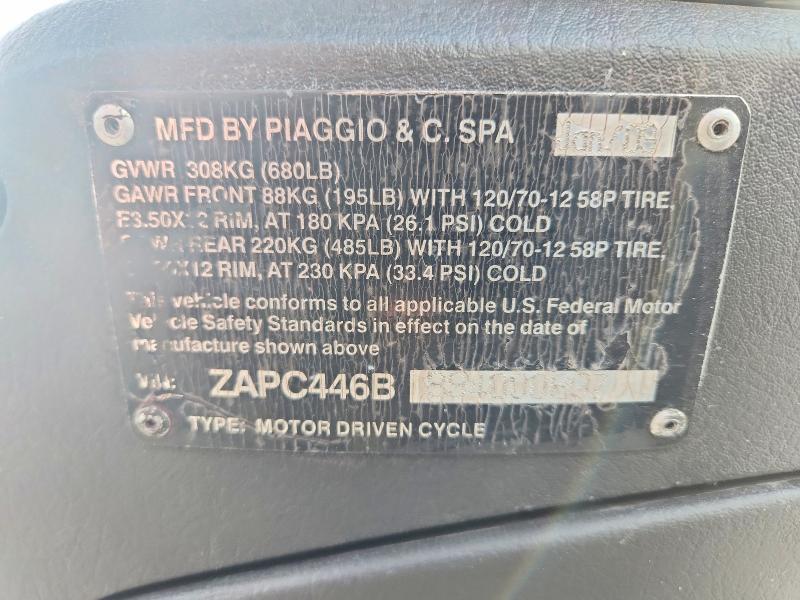 MFD BY PIAGGIO & C. SPA
GVWR 308KG (680LB)
GAWR FRONT 88KG (195LB) WITH 120/70-12 58P TIRE,
RIM, AT 180 KPA (26.1 PSI) COLD
REAR 220KG (485LB) WITH 120/70-12 58P TIRE,
X12 RIM, AT 230 KPA (33.4 PSI) COLD
This vehicle conforms to all applicable U.S. Federal Motor
Vehicle Safety Standards in effect on the date of
manufacture shown above
ZAPC446B
TYPE: MOTOR DRIVEN CYCLE